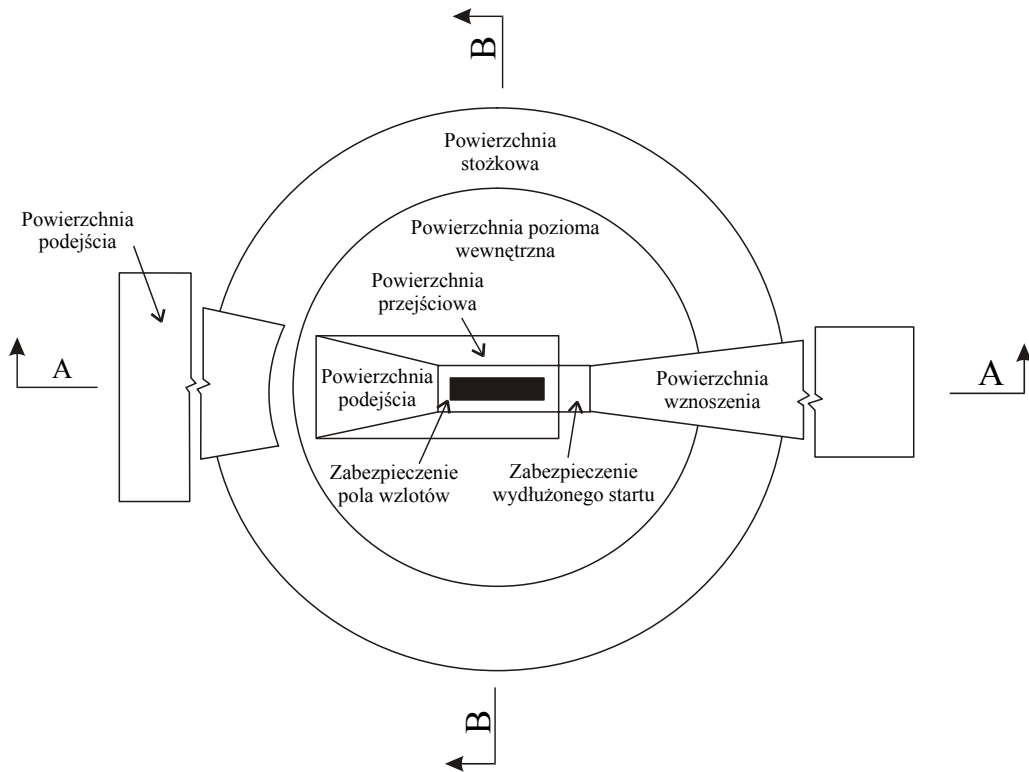 B
Powierzchnia
stożkowa
Powierzchnia
podejścia
Powierzchnia pozioma
wewnętrzna
Powierzchnia
przejściowa
A
Powierzchnia
podejścia
Powierzchnia
wznoszenia
A
Zabezpieczenie
pola wzlotów
Zabezpieczenie
wydłużonego startu
B